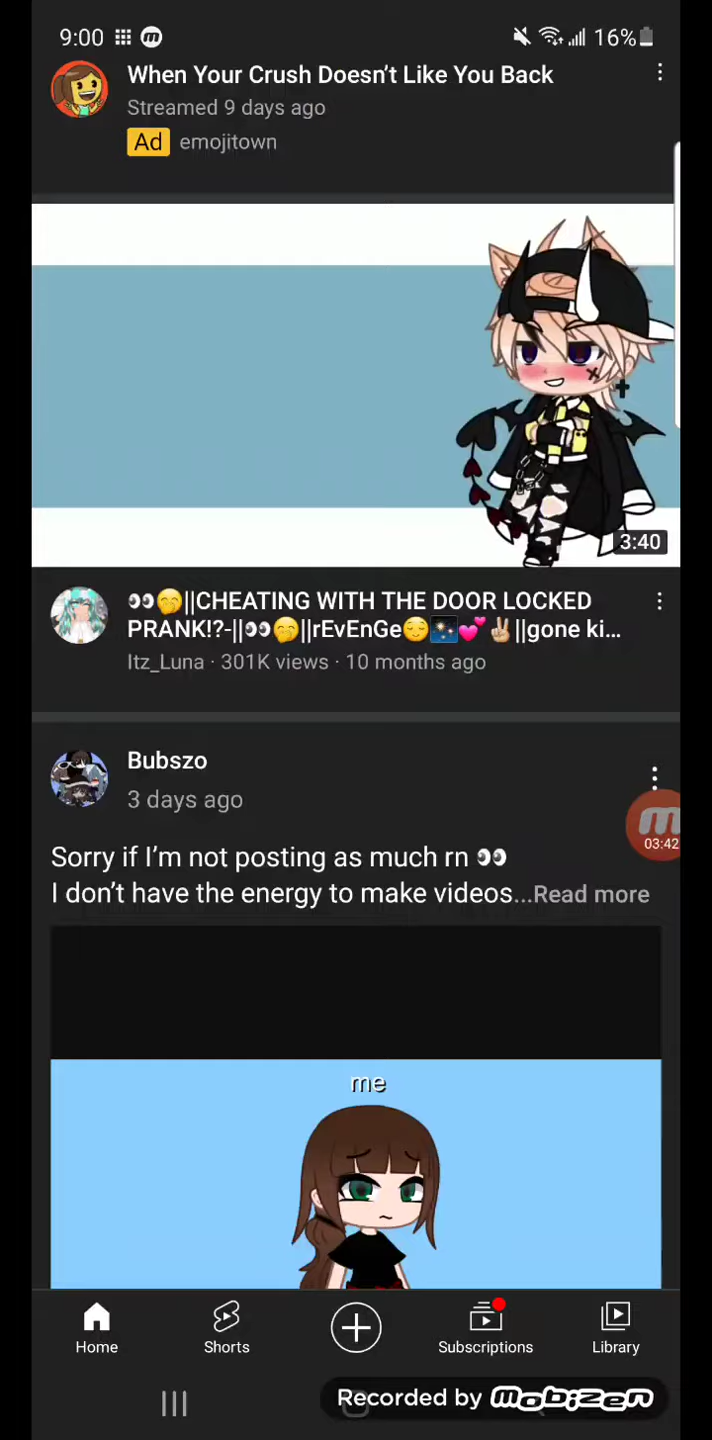 9:00 16%
When Your Crush Doesn't Like You Back
Streamed 9 days ago
Ad emojitown
3:40
👀🤭||CHEATING WITH THE DOOR LOCKED
PRANK!?-||👀🤭||rEvEnGe😌🎇💕✌🏼||gone ki...
Itz_Luna · 301K views · 10 months ago
Bubszo
3 days ago
03:42
Sorry if I'm not posting as much rn 👀
I don't have the energy to make videos...Read more
me
Home Shorts Subscriptions Library
Recorded by mobizen